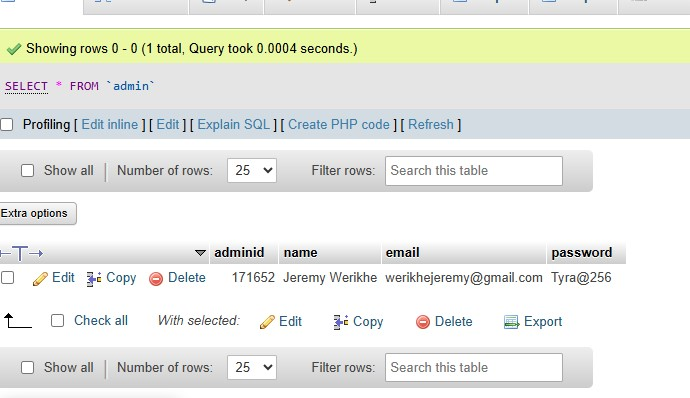 Showing rows 0 - 0 (1 total, Query took 0.0004 seconds.)
SELECT * FROM `admin`
Profiling [ Edit inline ] [ Edit ] [ Explain SQL ] [ Create PHP code ] [ Refresh ]
Show all Number of rows: 25 Filter rows: Search this table
Extra options
adminid name email password
Edit Copy Delete 171652 Jeremy Werikhe werikhejeremy@gmail.com Tyra@256
Check all With selected: Edit Copy Delete Export
Show all Number of rows: 25 Filter rows: Search this table